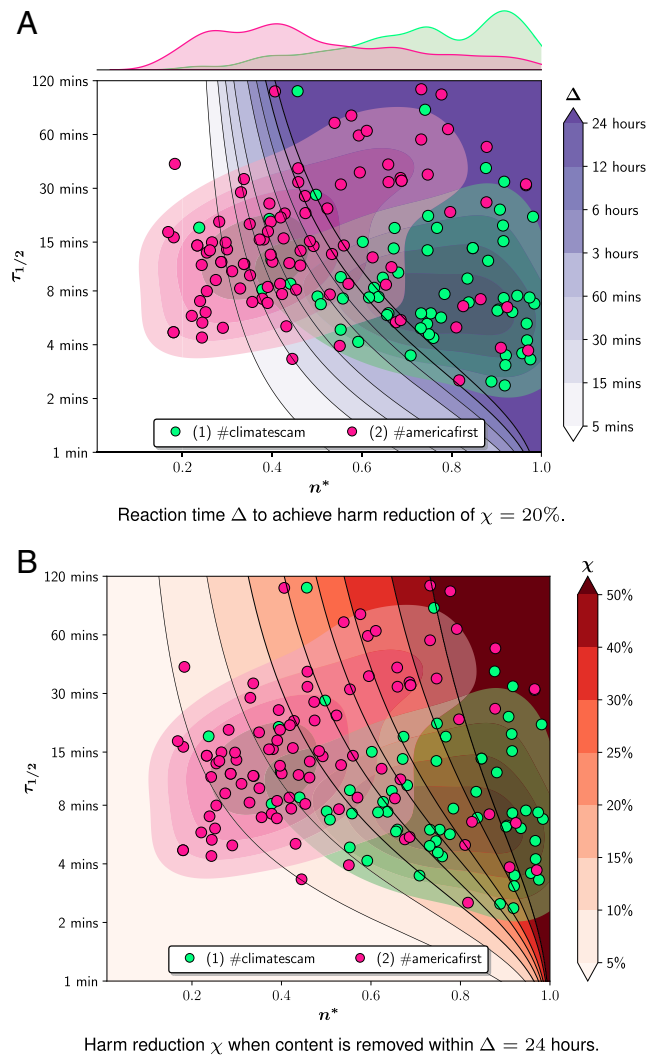 A
120 mins
60 mins
30 mins
15 mins
8 mins
4 mins
2 mins
1 min
τ1/2
0.2 0.4 0.6 0.8 1.0
n*
(1) #climatescam (2) #americafirst
Δ
24 hours
12 hours
6 hours
3 hours
60 mins
30 mins
15 mins
5 mins
Reaction time Δ to achieve harm reduction of χ = 20%.
B
120 mins
60 mins
30 mins
15 mins
8 mins
4 mins
2 mins
1 min
τ1/2
0.2 0.4 0.6 0.8 1.0
n*
(1) #climatescam (2) #americafirst
χ
50%
40%
30%
25%
20%
15%
10%
5%
Harm reduction χ when content is removed within Δ = 24 hours.